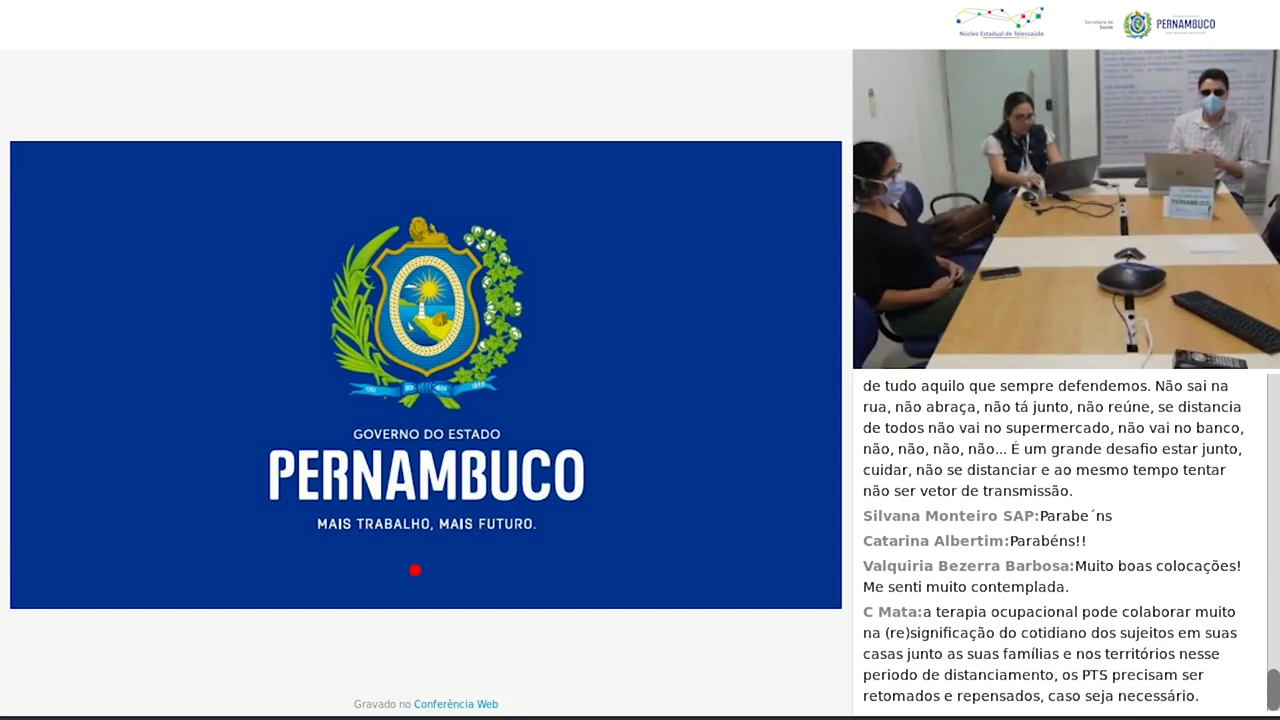 Núcleo Estadual de Telessaúde
Secretaria de
Saúde
PERNAMBUCO
GOVERNO DO ESTADO
PERNAMBUCO
MAIS TRABALHO, MAIS FUTURO.
Gravado no Conferência Web
PERNAMBUCO
de tudo aquilo que sempre defendemos. Não sai na
rua, não abraça, não tá junto, não reúne, se distancia
de todos não vai no supermercado, não vai no banco,
não, não, não, não... É um grande desafio estar junto,
cuidar, não se distanciar e ao mesmo tempo tentar
não ser vetor de transmissão.
Silvana Monteiro SAP:Parabe´ns
Catarina Albertim:Parabéns!!
Valquiria Bezerra Barbosa:Muito boas colocações!
Me senti muito contemplada.
C Mata:a terapia ocupacional pode colaborar muito
na (re)significação do cotidiano dos sujeitos em suas
casas junto as suas famílias e nos territórios nesse
periodo de distanciamento, os PTS precisam ser
retomados e repensados, caso seja necessário.